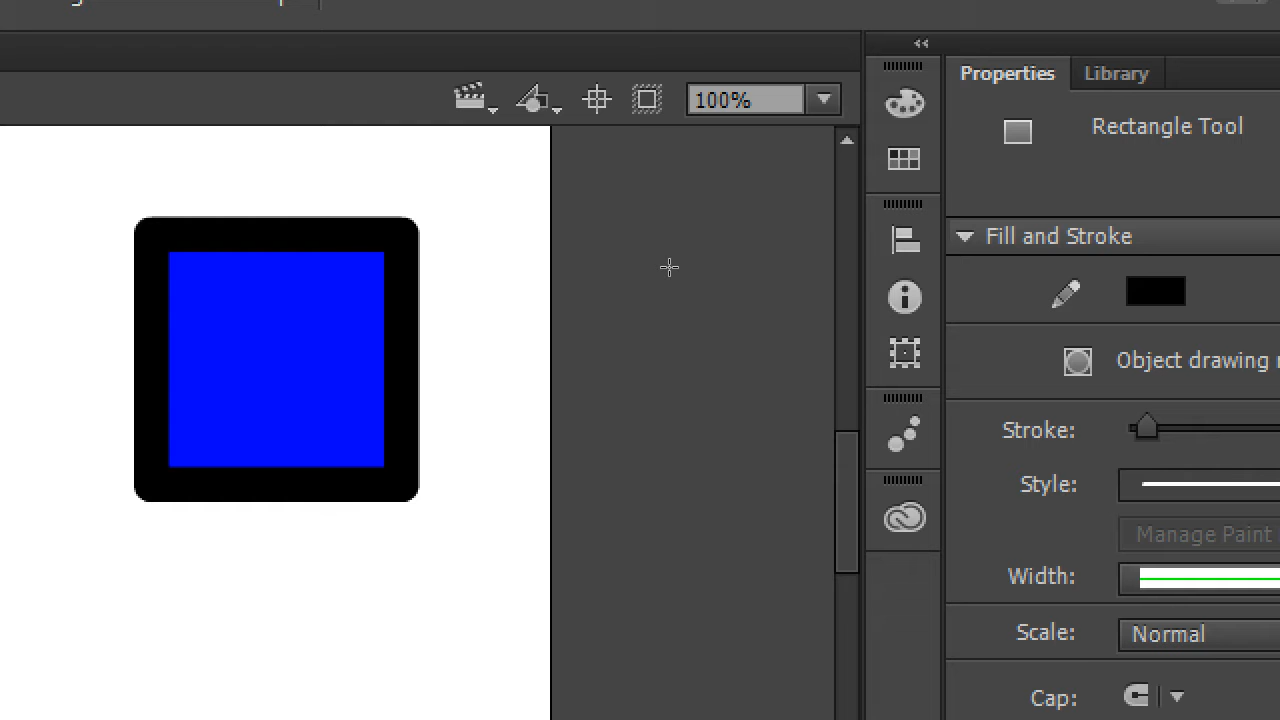 100%
Properties
Library
Rectangle Tool
Fill and Stroke
Object drawing
Stroke:
Style:
Manage Paint
Width:
Scale:
Normal
Cap: